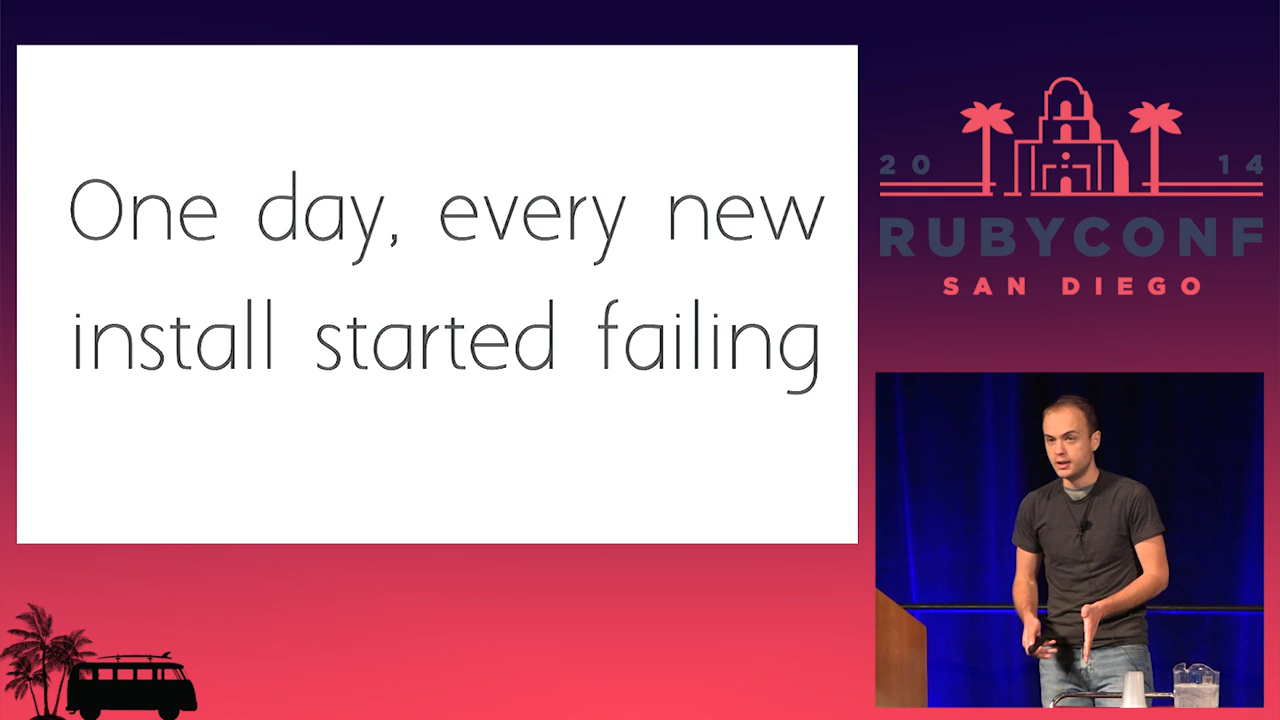 One day, every new
install started failing
20 14
RUBYCONF
SAN DIEGO